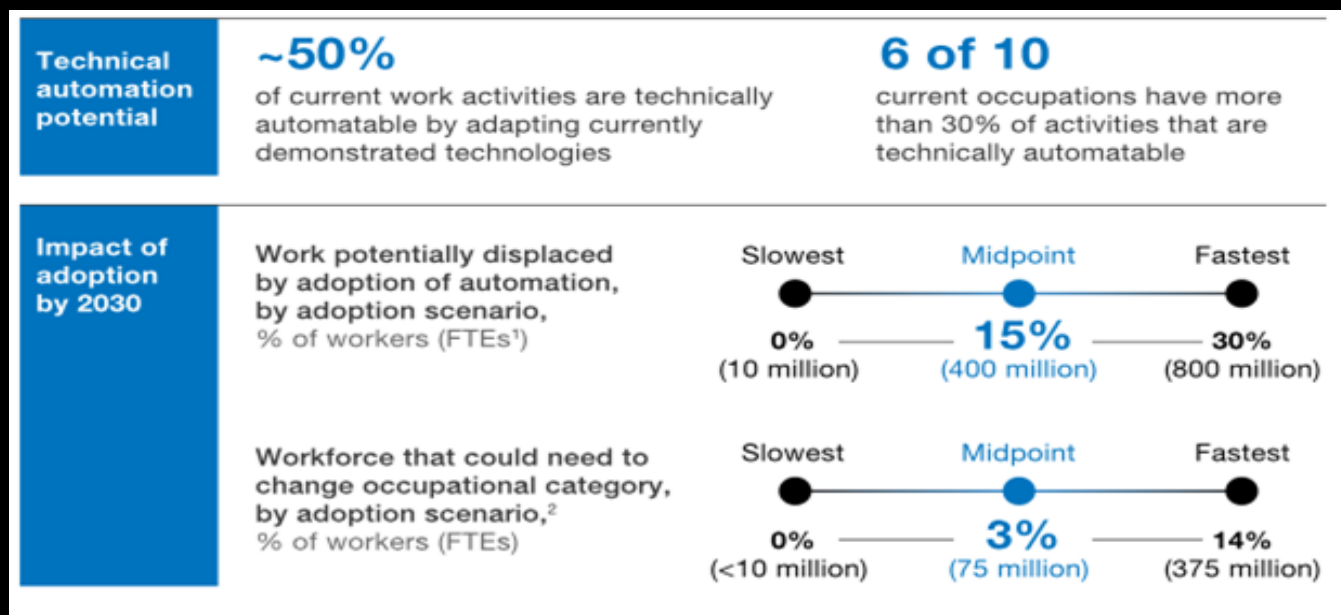 Technical
automation
potential
~50%
of current work activities are technically
automatable by adapting currently
demonstrated technologies
6 of 10
current occupations have more
than 30% of activities that are
technically automatable
Impact of
adoption
by 2030
Work potentially displaced
by adoption of automation,
by adoption scenario,
% of workers (FTEs¹)
Slowest Midpoint Fastest
0% 15% 30%
(10 million) (400 million) (800 million)
Workforce that could need to
change occupational category,
by adoption scenario,²
% of workers (FTEs)
Slowest Midpoint Fastest
0% 3% 14%
(<10 million) (75 million) (375 million)